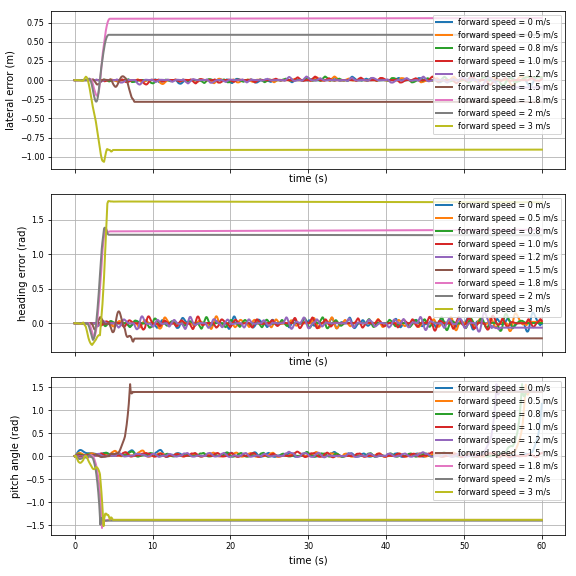 0.75
0.50
0.25
0.00
−0.25
−0.50
−0.75
−1.00
lateral error (m)
forward speed = 0 m/s
forward speed = 0.5 m/s
forward speed = 0.8 m/s
forward speed = 1.0 m/s
forward speed = 1.2 m/s
forward speed = 1.5 m/s
forward speed = 1.8 m/s
forward speed = 2 m/s
forward speed = 3 m/s
time (s)
1.5
1.0
0.5
0.0
heading error (rad)
forward speed = 0 m/s
forward speed = 0.5 m/s
forward speed = 0.8 m/s
forward speed = 1.0 m/s
forward speed = 1.2 m/s
forward speed = 1.5 m/s
forward speed = 1.8 m/s
forward speed = 2 m/s
forward speed = 3 m/s
time (s)
1.5
1.0
0.5
0.0
−0.5
−1.0
−1.5
pitch angle (rad)
forward speed = 0 m/s
forward speed = 0.5 m/s
forward speed = 0.8 m/s
forward speed = 1.0 m/s
forward speed = 1.2 m/s
forward speed = 1.5 m/s
forward speed = 1.8 m/s
forward speed = 2 m/s
forward speed = 3 m/s
0 10 20 30 40 50 60
time (s)